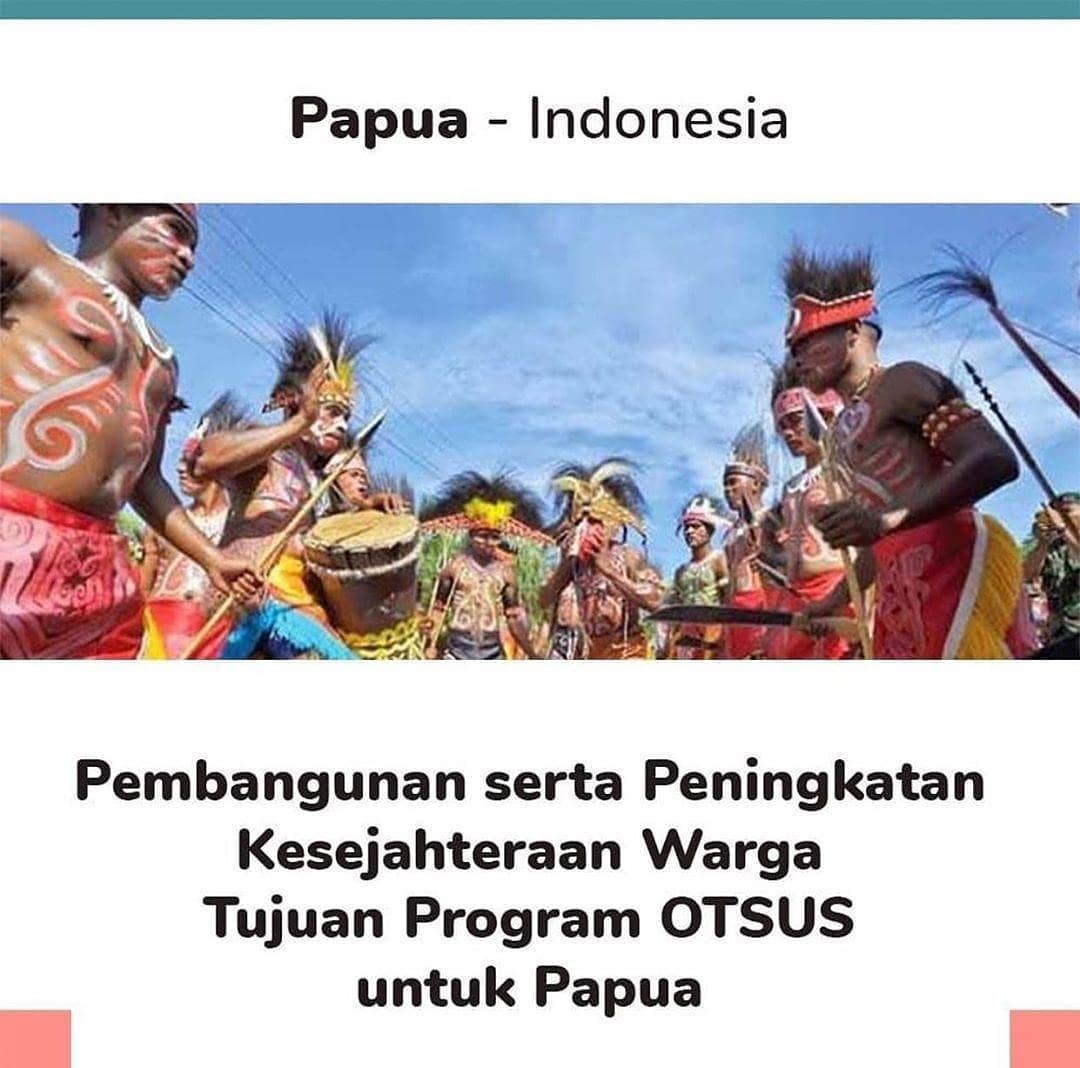 Papua - Indonesia
Pembangunan serta Peningkatan
Kesejahteraan Warga
Tujuan Program OTSUS
untuk Papua